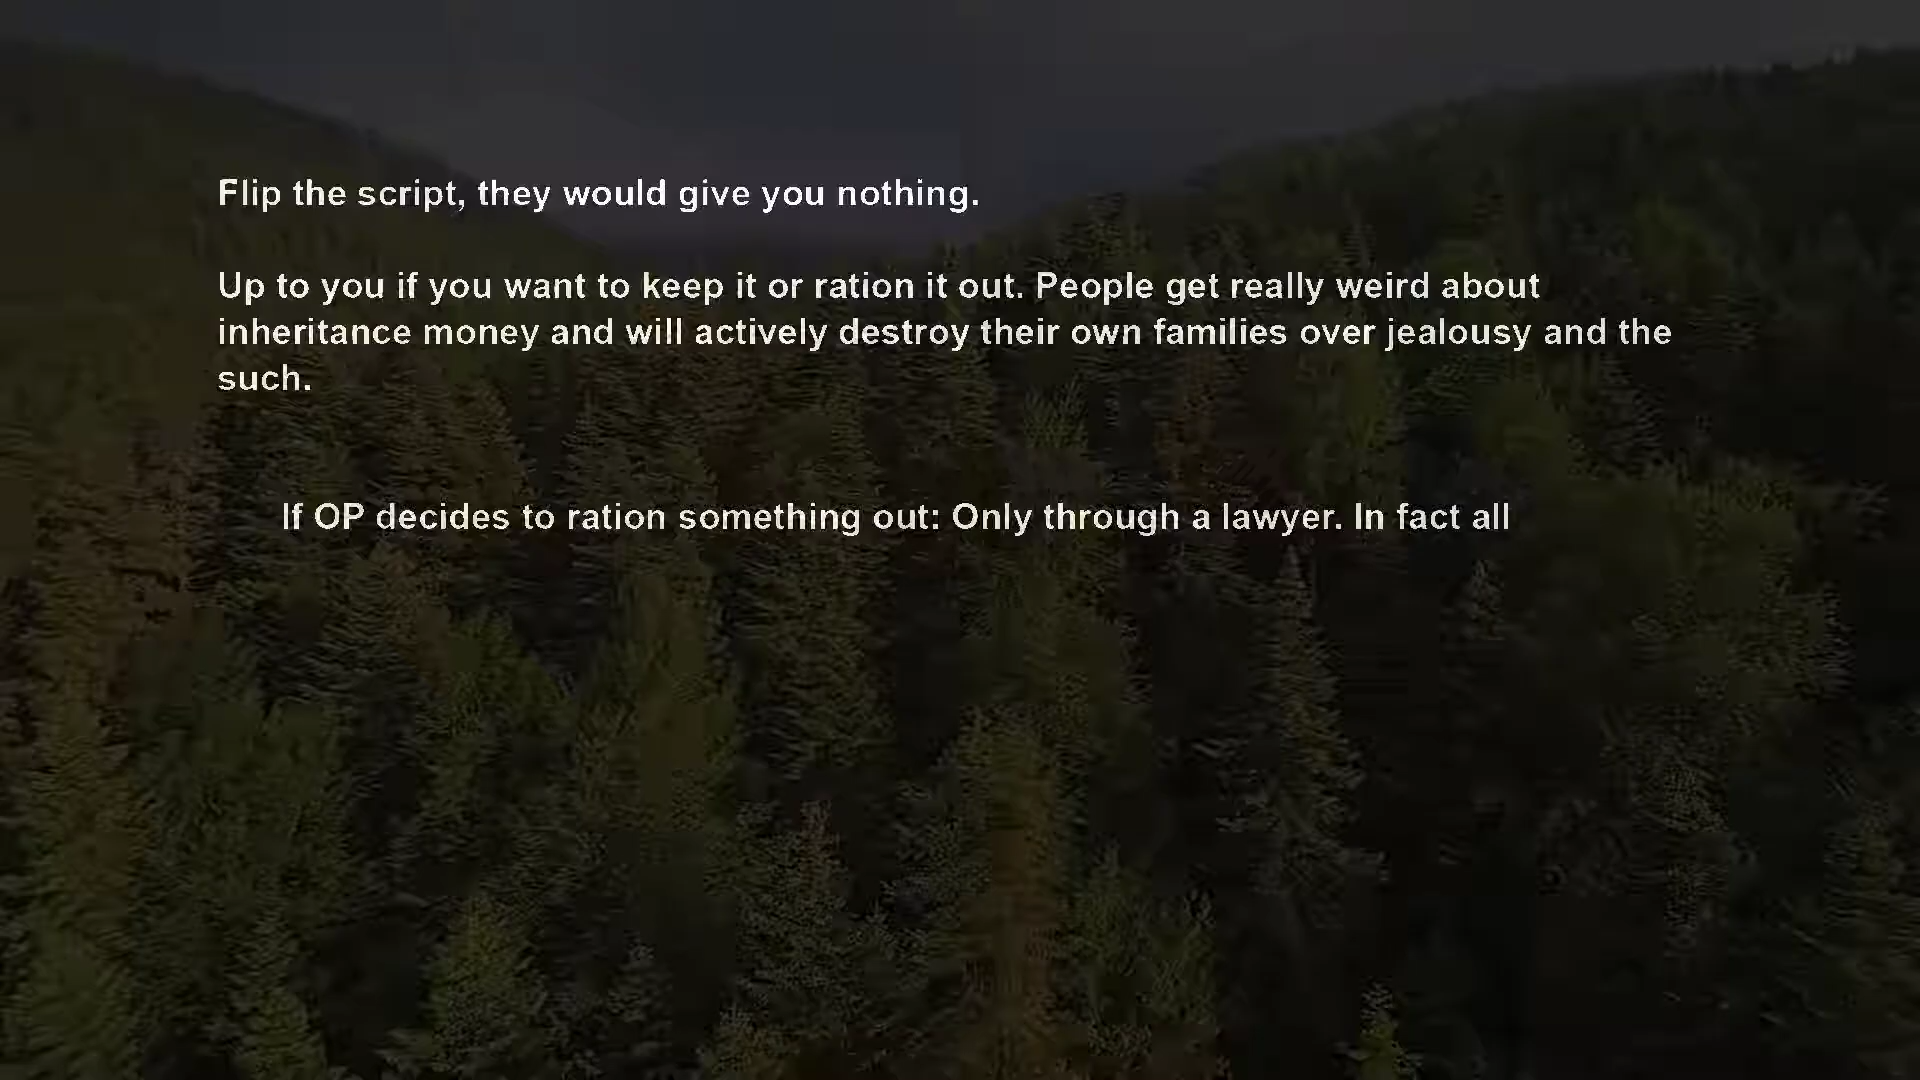 Flip the script, they would give you nothing.
Up to you if you want to keep it or ration it out. People get really weird about
inheritance money and will actively destroy their own families over jealousy and the
such.
If OP decides to ration something out: Only through a lawyer. In fact all